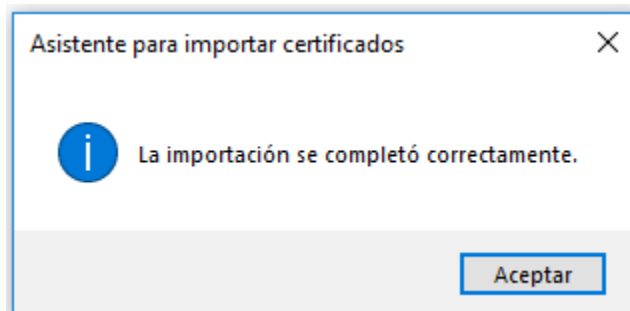 Asistente para importar certificados
La importación se completó correctamente.
Aceptar